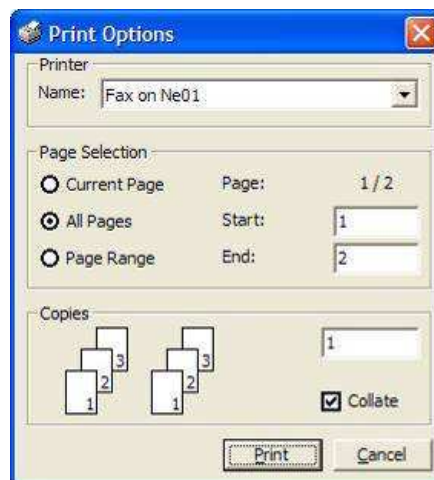 Print Options
Printer
Name: Fax on Ne01
Page Selection
Current Page Page: 1 / 2
All Pages Start: 1
Page Range End: 2
Copies
1 2 3 1 2 3 1
Collate
Print Cancel